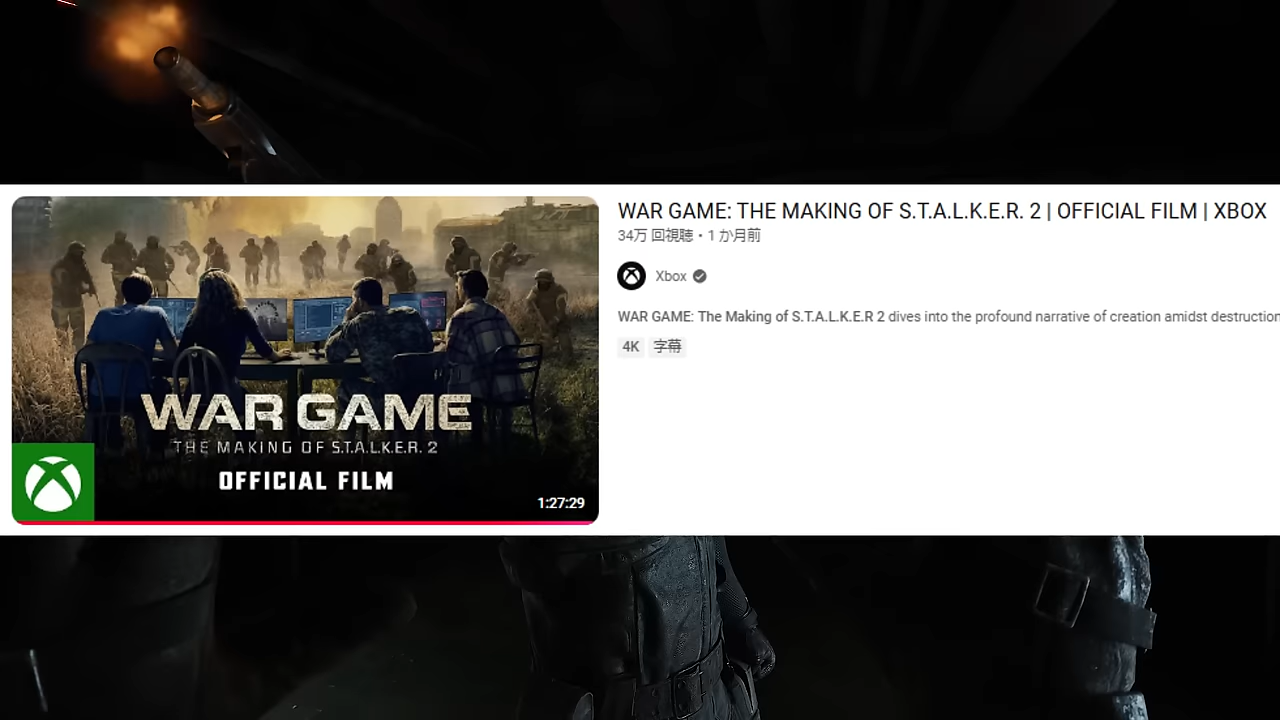 WAR GAME: THE MAKING OF S.T.A.L.K.E.R. 2 | OFFICIAL FILM | XBOX
34万 回視聴・1 か月前
Xbox
WAR GAME: The Making of S.T.A.L.K.E.R 2 dives into the profound narrative of creation amidst destruction
4K 字幕
WAR GAME
THE MAKING OF S.T.A.L.K.E.R. 2
OFFICIAL FILM
1:27:29